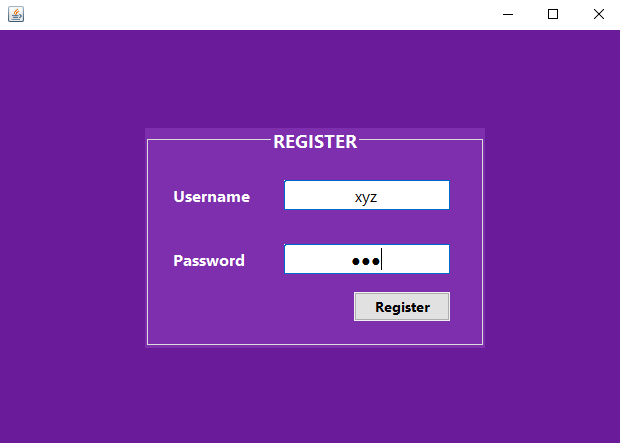 REGISTER
Username xyz
Password ●●●
Register